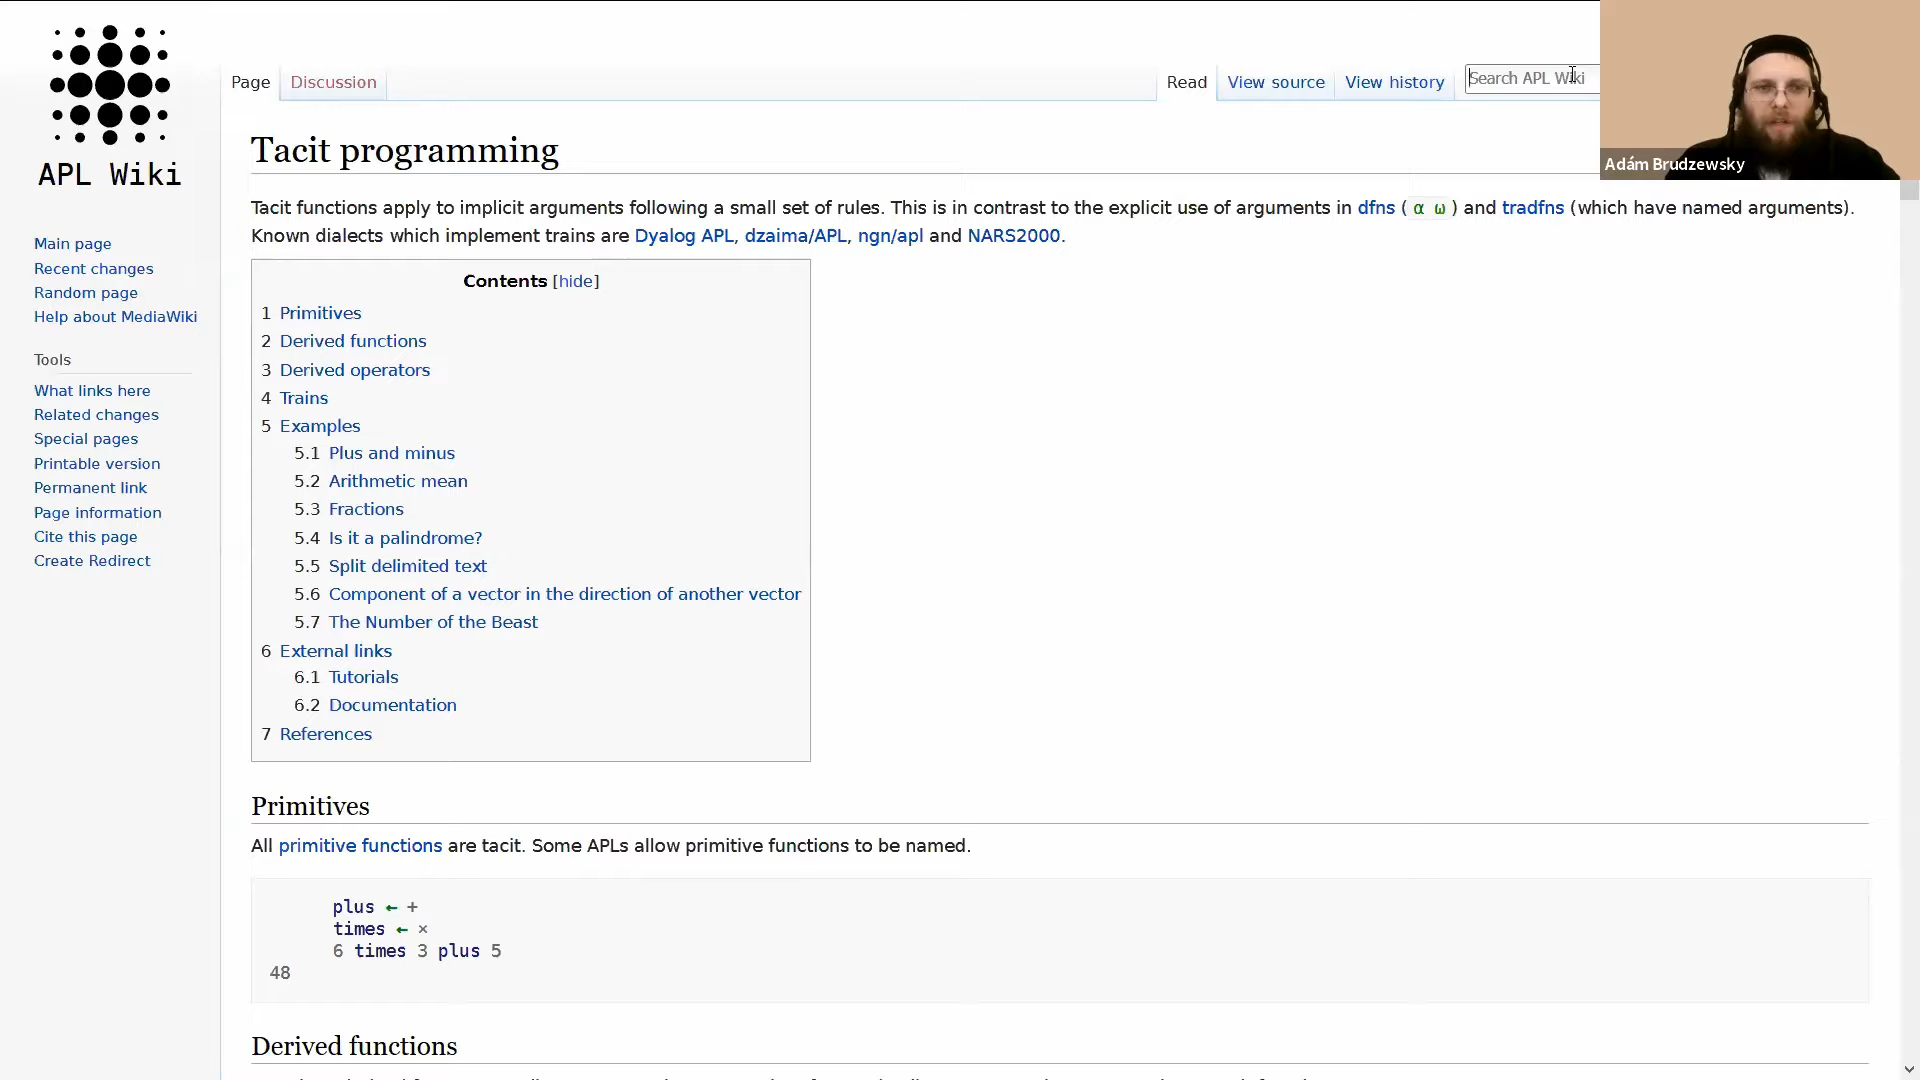 APL Wiki
Main page
Recent changes
Random page
Help about MediaWiki
Tools
What links here
Related changes
Special pages
Printable version
Permanent link
Page information
Cite this page
Create Redirect
Page
Discussion
Read
View source
View history
Search APL Wiki
Adám Brudzewsky
Tacit programming
Tacit functions apply to implicit arguments following a small set of rules. This is in contrast to the explicit use of arguments in dfns ( ⍺ ⍵ ) and tradfns (which have named arguments).
Known dialects which implement trains are Dyalog APL, dzaima/APL, ngn/apl and NARS2000.
Contents [hide]
1 Primitives
2 Derived functions
3 Derived operators
4 Trains
5 Examples
5.1 Plus and minus
5.2 Arithmetic mean
5.3 Fractions
5.4 Is it a palindrome?
5.5 Split delimited text
5.6 Component of a vector in the direction of another vector
5.7 The Number of the Beast
6 External links
6.1 Tutorials
6.2 Documentation
7 References
Primitives
All primitive functions are tacit. Some APLs allow primitive functions to be named.
plus ← +
times ← ×
6 times 3 plus 5
48
Derived functions